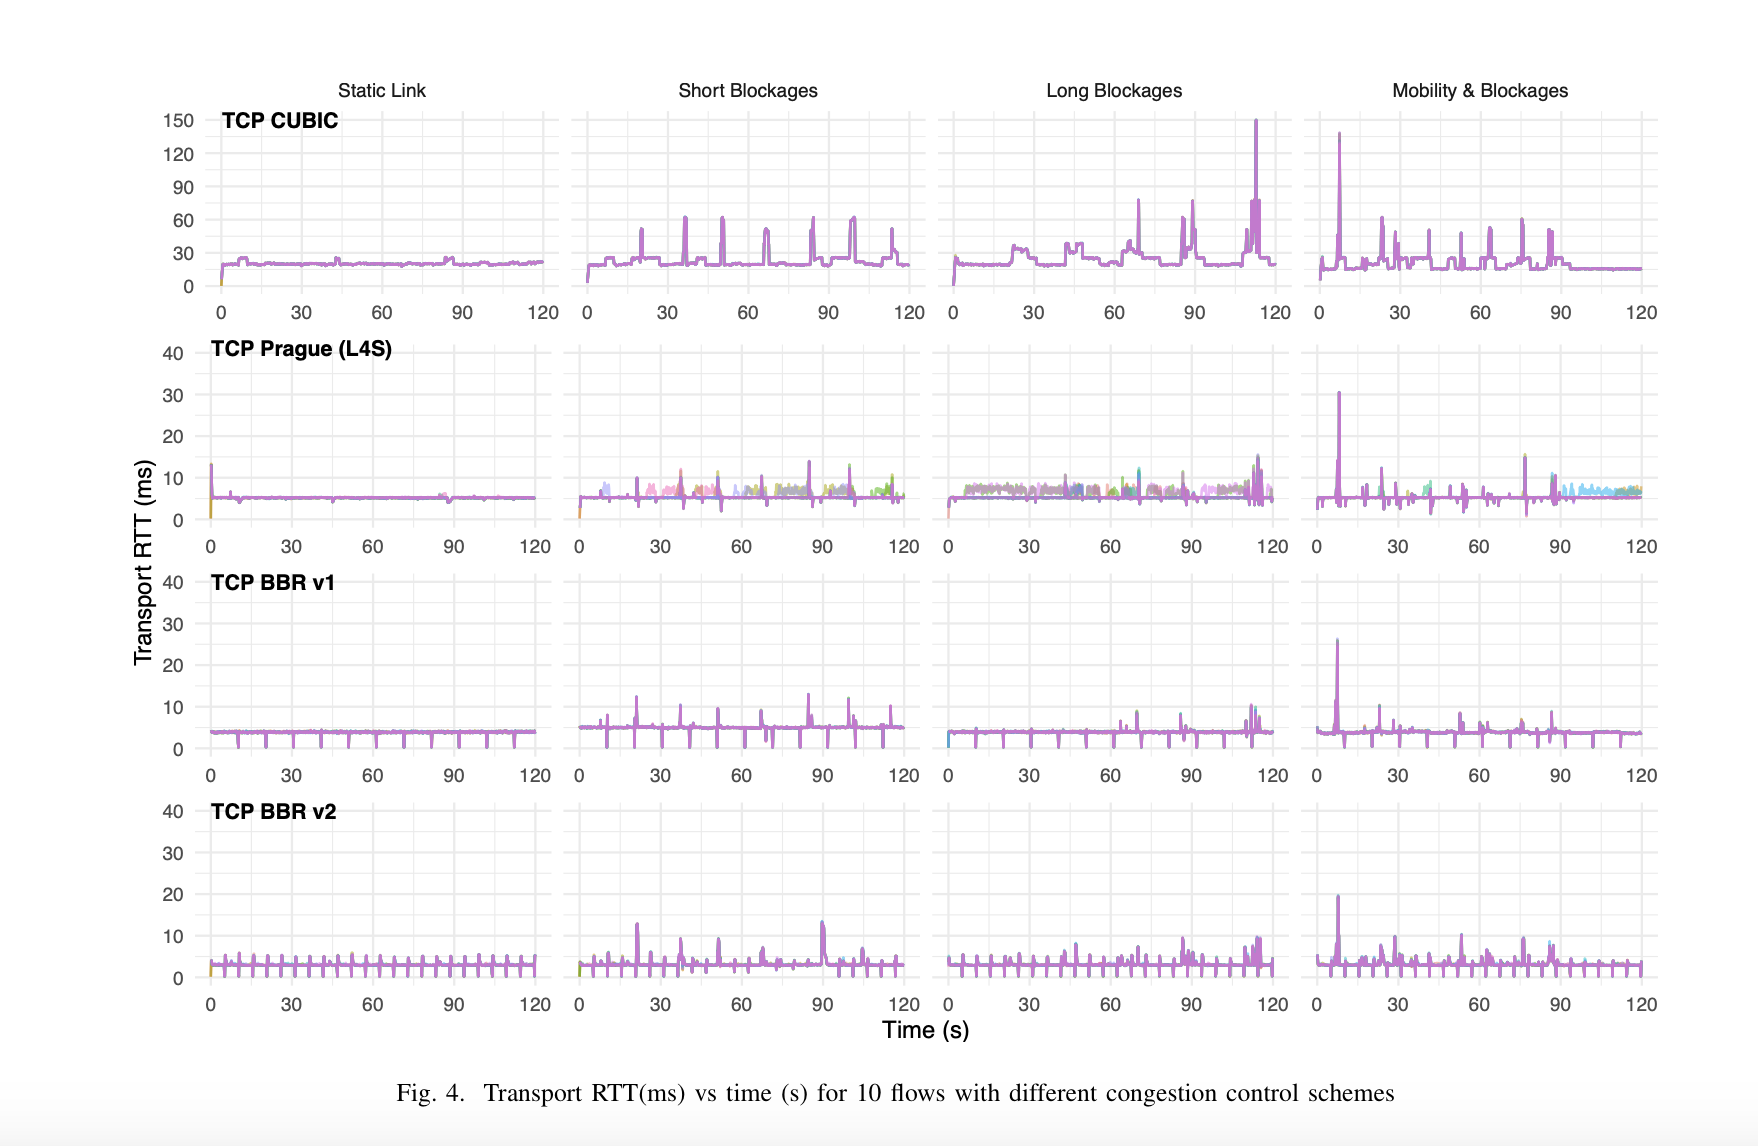 Static Link Short Blockages Long Blockages Mobility & Blockages
TCP CUBIC
150
120
90
60
30
0
0 30 60 90 120 0 30 60 90 120 0 30 60 90 120 0 30 60 90 120
TCP Prague (L4S)
40
30
20
10
0
0 30 60 90 120 0 30 60 90 120 0 30 60 90 120 0 30 60 90 120
Transport RTT (ms)
TCP BBR v1
40
30
20
10
0
0 30 60 90 120 0 30 60 90 120 0 30 60 90 120 0 30 60 90 120
TCP BBR v2
40
30
20
10
0
0 30 60 90 120 0 30 60 90 120 0 30 60 90 120 0 30 60 90 120
Time (s)
Fig. 4. Transport RTT(ms) vs time (s) for 10 flows with different congestion control schemes